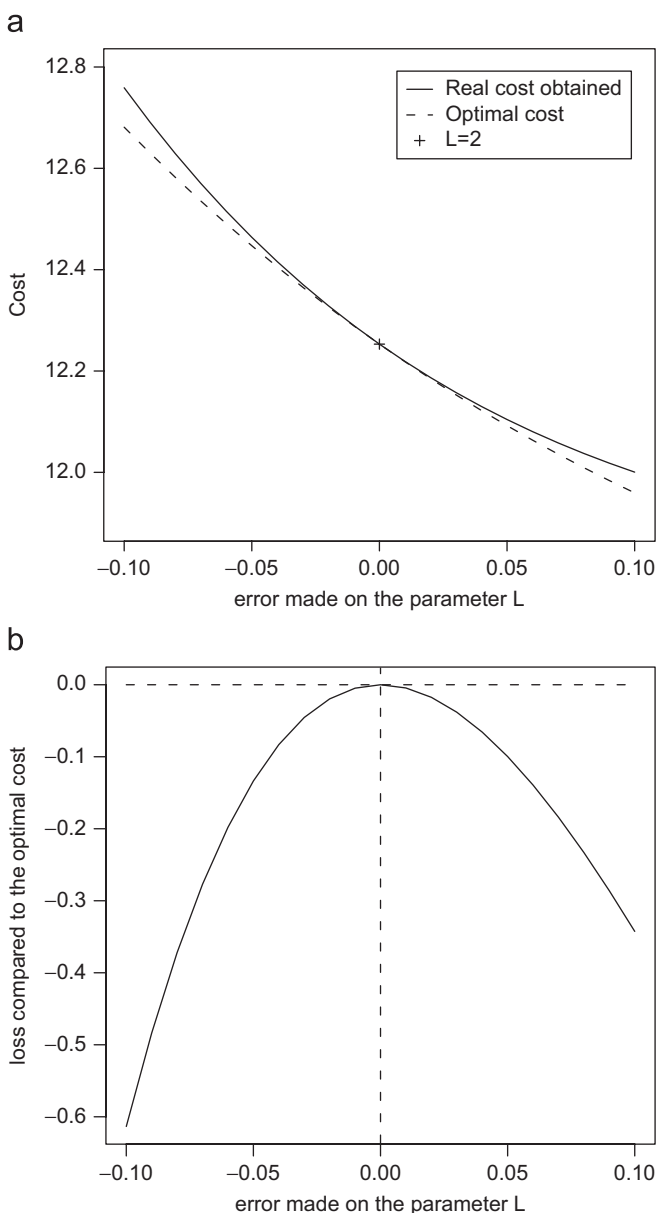 a
12.8
12.6
12.4
12.2
12.0
Cost
Real cost obtained
Optimal cost
L=2
−0.10 −0.05 0.00 0.05 0.10
error made on the parameter L
b
0.0
−0.1
−0.2
−0.3
−0.4
−0.5
−0.6
loss compared to the optimal cost
−0.10 −0.05 0.00 0.05 0.10
error made on the parameter L